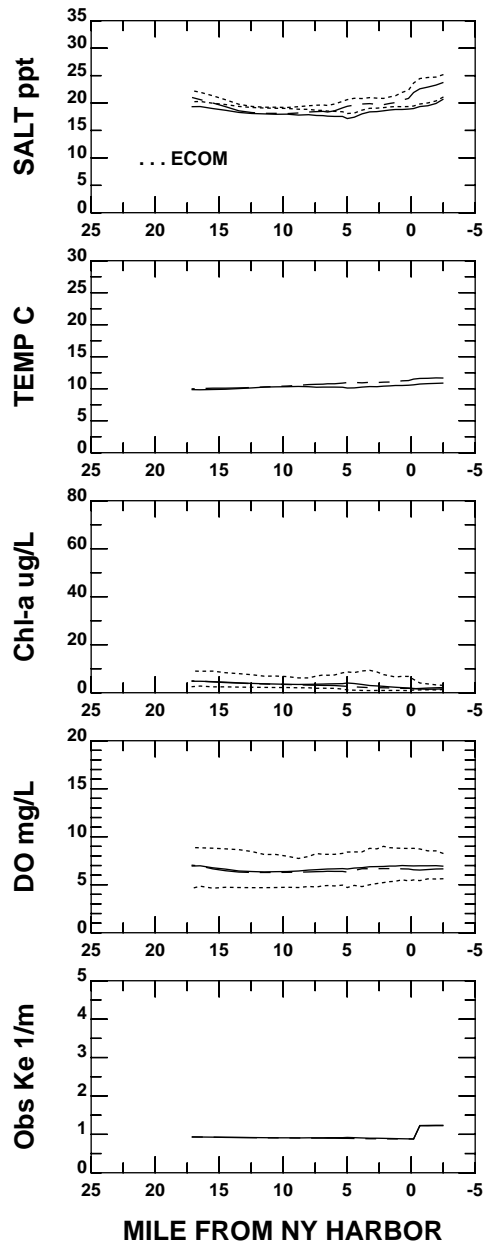 SALT ppt
35
30
25
20
15
10
5
0
. . . ECOM
25 20 15 10 5 0 -5
TEMP C
30
25
20
15
10
5
0
25 20 15 10 5 0 -5
Chl-a ug/L
80
60
40
20
0
25 20 15 10 5 0 -5
DO mg/L
20
15
10
5
0
25 20 15 10 5 0 -5
Obs Ke 1/m
5
4
3
2
1
0
25 20 15 10 5 0 -5
MILE FROM NY HARBOR